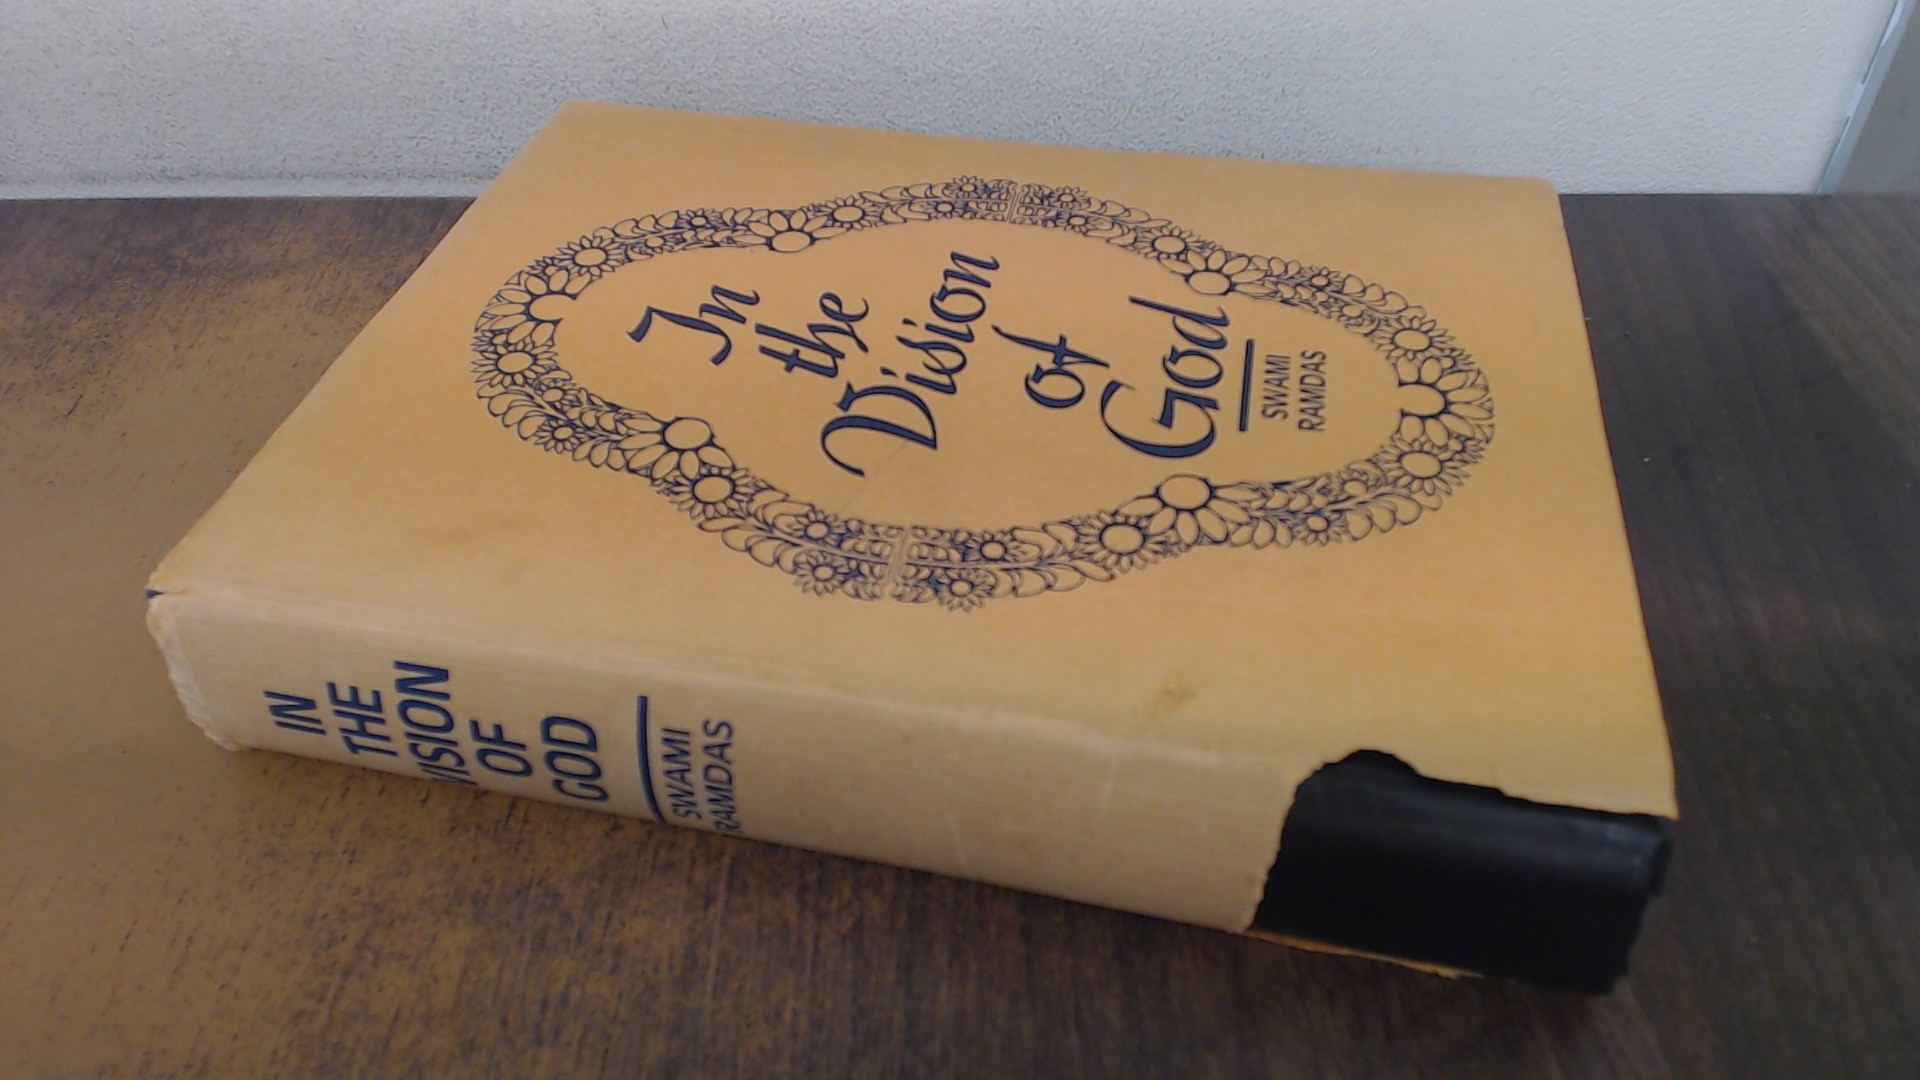 In
the
Vision
of
God
SWAMI
RAMDAS
IN
THE
VISION
OF
GOD
SWAMI
RAMDAS